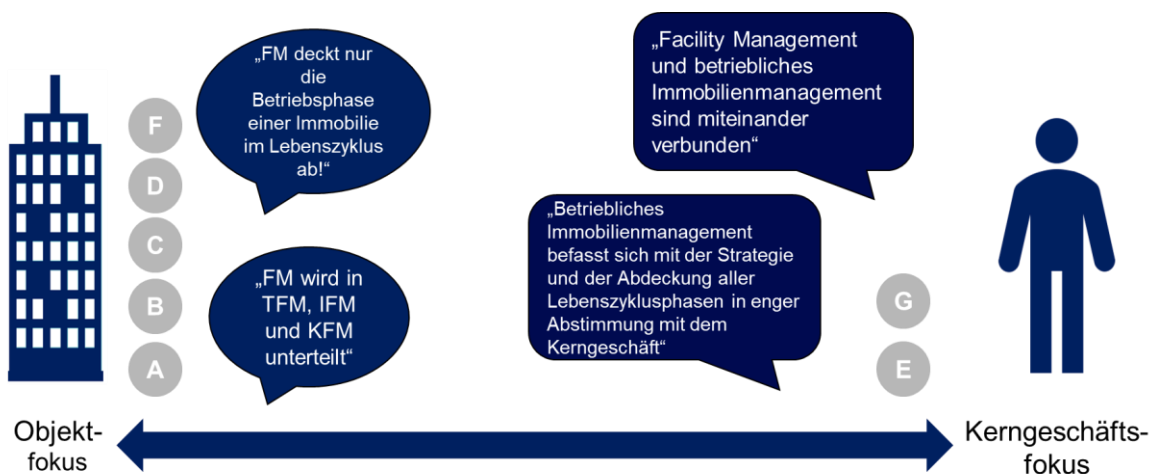 „FM deckt nur
die
Betriebsphase
einer Immobilie
im Lebenszyklus
ab!“
„Facility Management
und betriebliches
Immobilienmanagement
sind miteinander
verbunden“
F
D
C
B
A
„FM wird in
TFM, IFM
und KFM
unterteilt“
„Betriebliches
Immobilienmanagement
befasst sich mit der Strategie
und der Abdeckung aller
Lebenszyklusphasen in enger
Abstimmung mit dem
Kerngeschäft“
G
E
Objekt-
fokus
Kerngeschäfts-
fokus